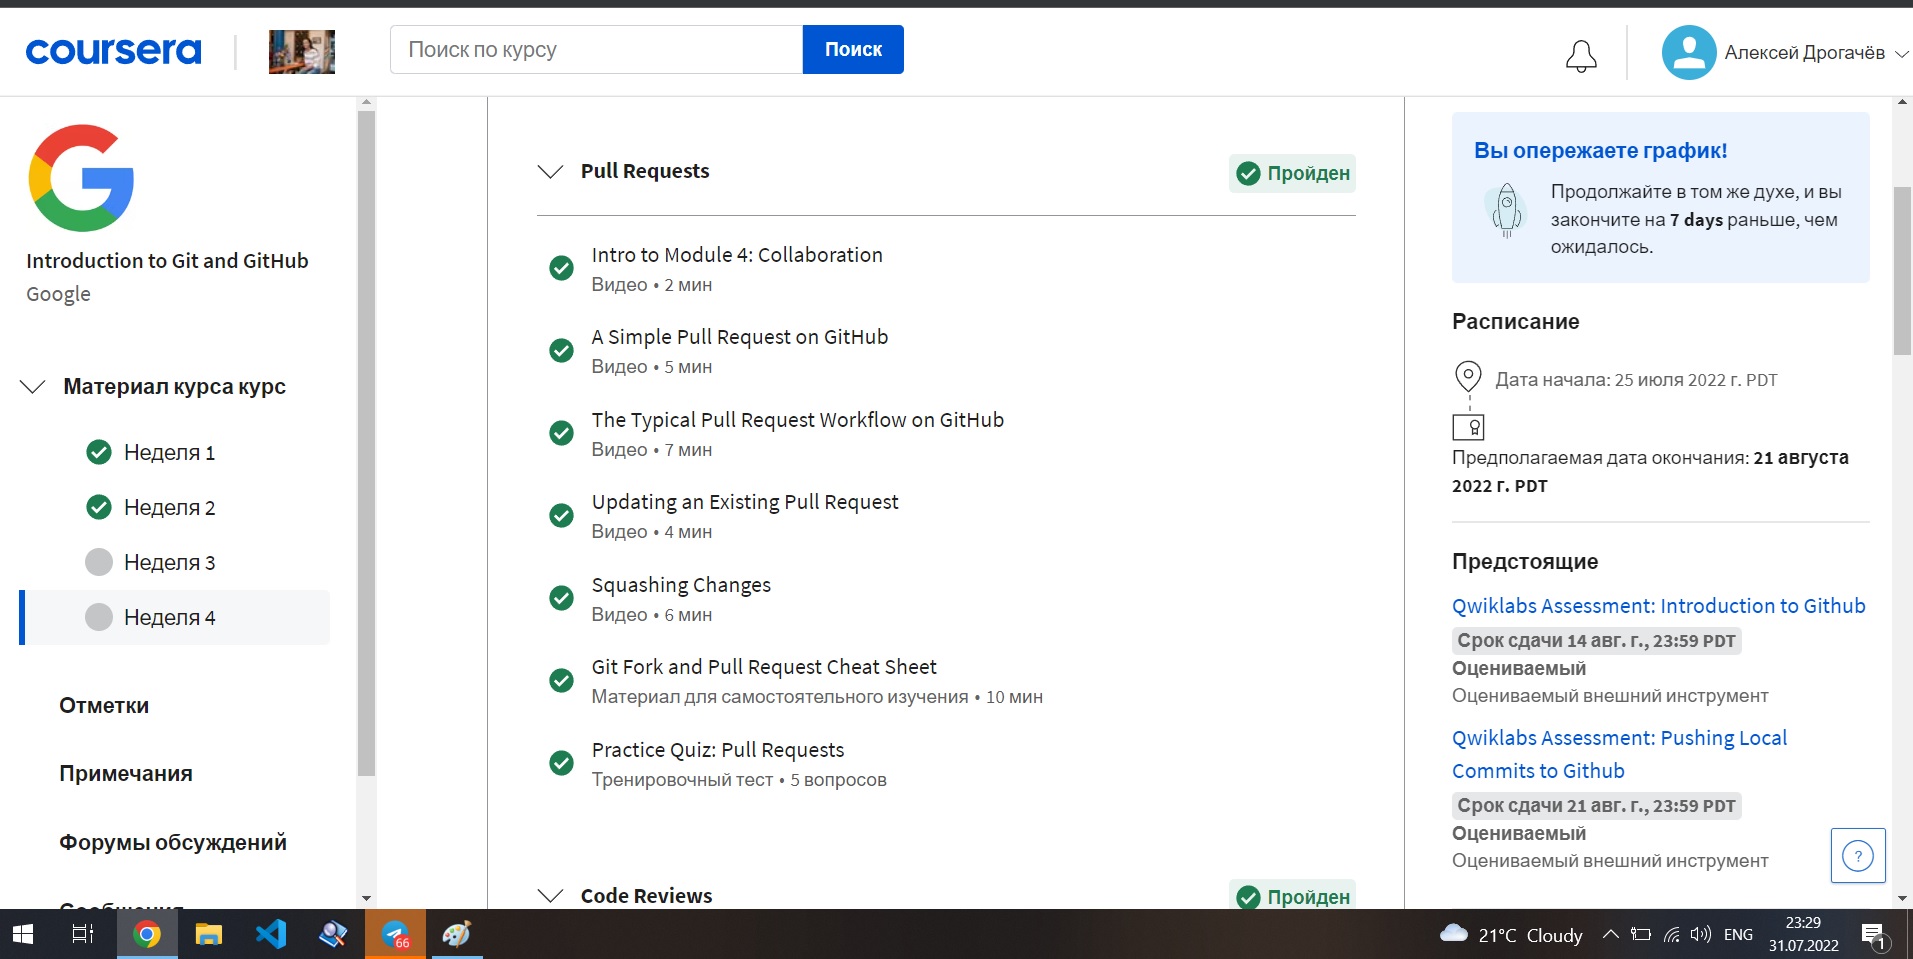 coursera
Поиск по курсу
Поиск
Алексей Дрогачёв
Introduction to Git and GitHub
Google
Материал курса курс
Неделя 1
Неделя 2
Неделя 3
Неделя 4
Отметки
Примечания
Форумы обсуждений
Сообщения
Pull Requests
Пройден
Intro to Module 4: Collaboration
Видео • 2 мин
A Simple Pull Request on GitHub
Видео • 5 мин
The Typical Pull Request Workflow on GitHub
Видео • 7 мин
Updating an Existing Pull Request
Видео • 4 мин
Squashing Changes
Видео • 6 мин
Git Fork and Pull Request Cheat Sheet
Материал для самостоятельного изучения • 10 мин
Practice Quiz: Pull Requests
Тренировочный тест • 5 вопросов
Code Reviews
Пройден
Вы опережаете график!
Продолжайте в том же духе, и вы
закончите на 7 days раньше, чем
ожидалось.
Расписание
Дата начала: 25 июля 2022 г. PDT
Предполагаемая дата окончания: 21 августа
2022 г. PDT
Предстоящие
Qwiklabs Assessment: Introduction to Github
Срок сдачи 14 авг. г., 23:59 PDT
Оцениваемый
Оцениваемый внешний инструмент
Qwiklabs Assessment: Pushing Local
Commits to Github
Срок сдачи 21 авг. г., 23:59 PDT
Оцениваемый
Оцениваемый внешний инструмент
?
66
21°C Cloudy
ENG
23:29
31.07.2022
1